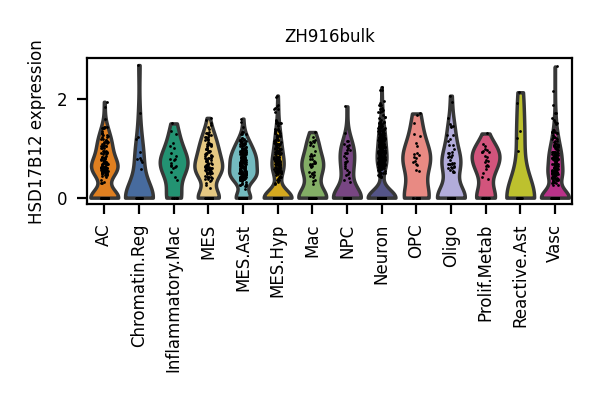 ZH916bulk
HSD17B12 expression
2
0
AC
Chromatin.Reg
Inflammatory.Mac
MES
MES.Ast
MES.Hyp
Mac
NPC
Neuron
OPC
Oligo
Prolif.Metab
Reactive.Ast
Vasc